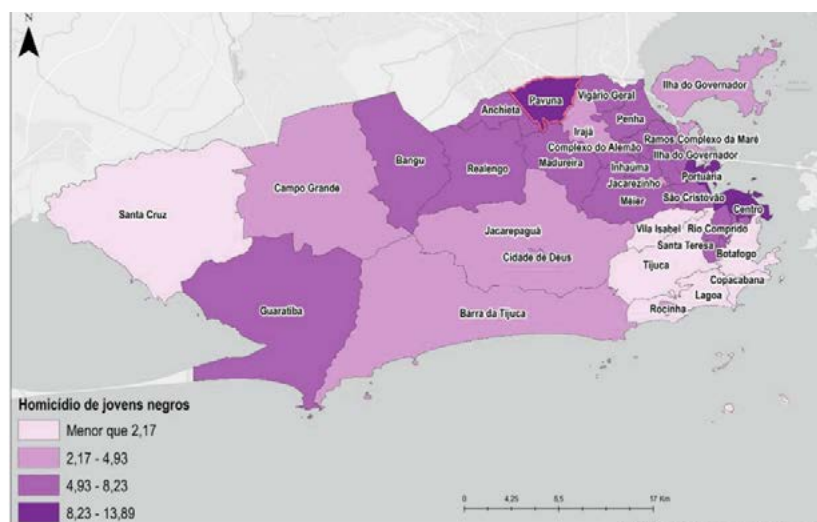 N
Ilha do Governador
Pavuna
Vigário Geral
Anchieta
Penha
Irajá
Ramos Complexo da Maré
Complexo do Alemão
Bangu
Realengo
Madureira
Inhaúma
Ilha do Governador
Jacarezinho
Portuária
Campo Grande
Méier
São Cristovão
Centro
Santa Cruz
Jacarepaguá
Vila Isabel
Rio Comprido
Santa Teresa
Cidade de Deus
Botafogo
Tijuca
Copacabana
Lagoa
Guaratiba
Barra da Tijuca
Rocinha
Homicídio de jovens negros
Menor que 2,17
2,17 - 4,93
4,93 - 8,23
8,23 - 13,89
0 4,25 8,5 17 Km